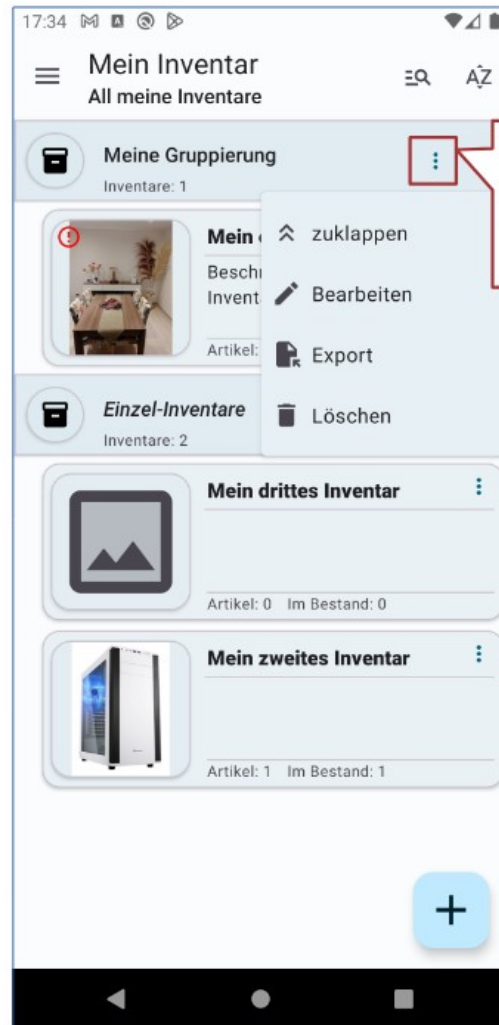 17:34
Mein Inventar
All meine Inventare
AZ
Meine Gruppierung
Inventare: 1
zuklappen
Bearbeiten
Export
Löschen
Mein
Besch
Invent
Artikel:
Einzel-Inventare
Inventare: 2
Mein drittes Inventar
Artikel: 0 Im Bestand: 0
Mein zweites Inventar
Artikel: 1 Im Bestand: 1